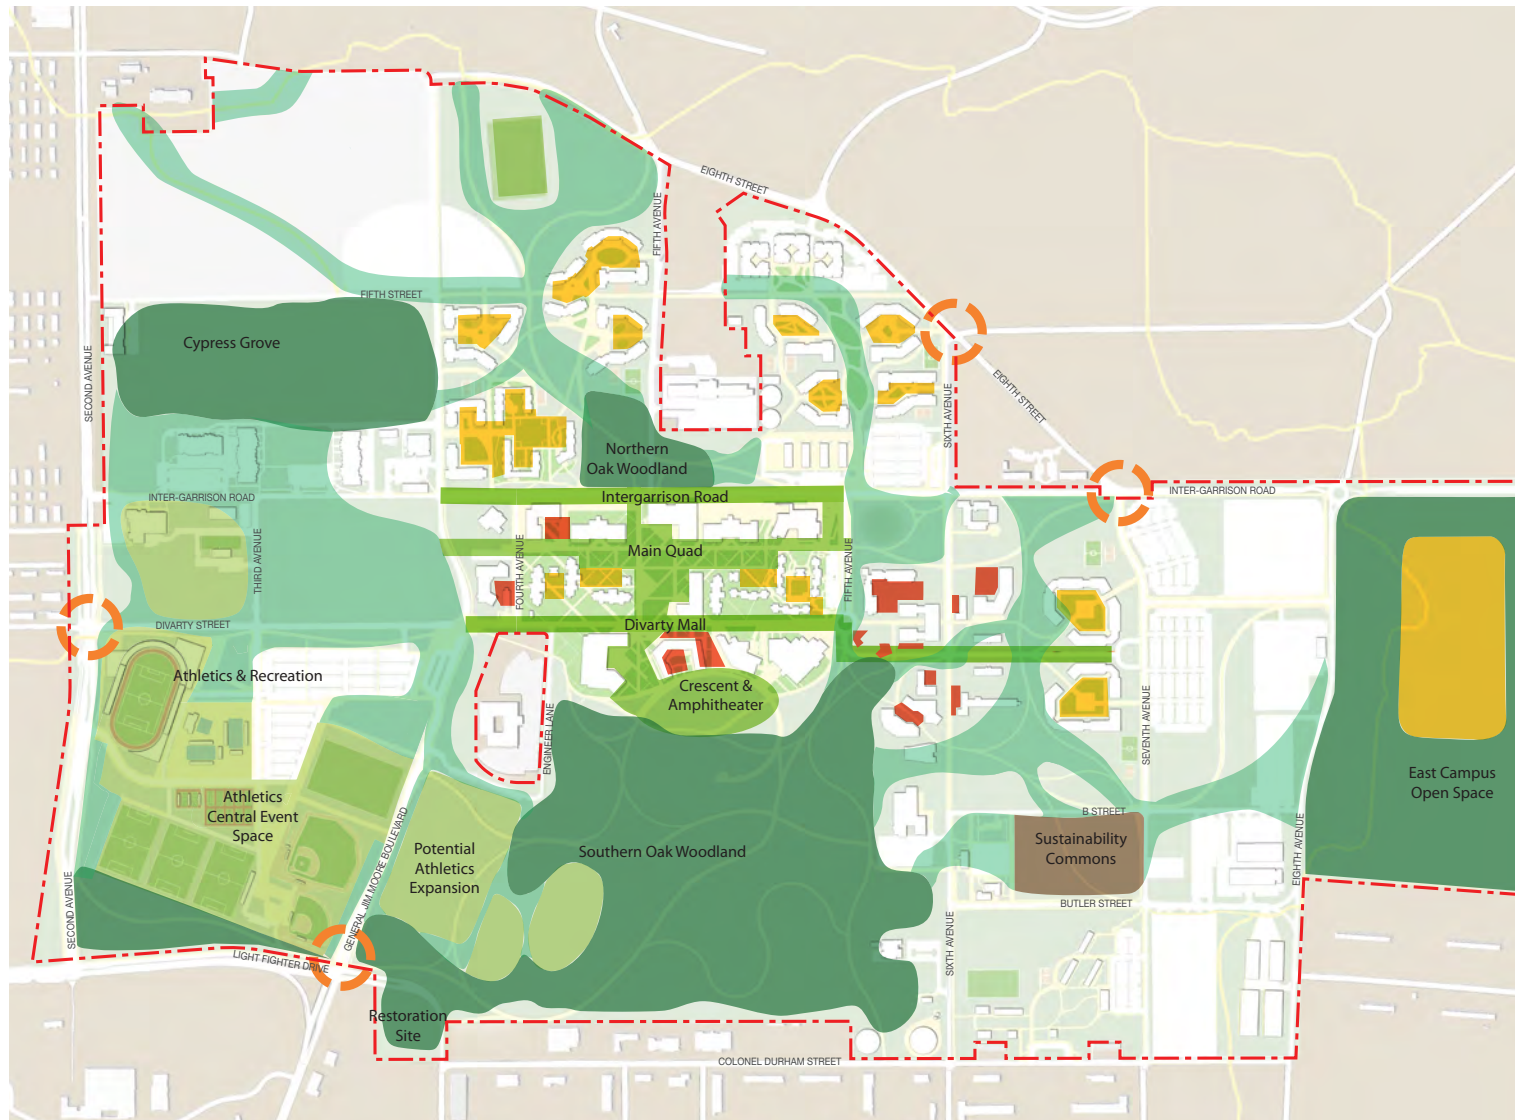 EIGHTH STREET
FIFTH AVENUE
FIFTH STREET
Cypress Grove
SECOND AVENUE
EIGHTH STREET
SIXTH AVENUE
Northern
Oak Woodland
INTER-GARRISON ROAD
Intergarrison Road
INTER-GARRISON ROAD
THIRD AVENUE
FOURTH AVENUE
Main Quad
FIFTH AVENUE
DIVARTY STREET
Divarty Mall
Athletics & Recreation
Crescent &
Amphitheater
ENGINEER LANE
SEVENTH AVENUE
East Campus
Open Space
Athletics
Central Event
Space
GENERAL JIM MOORE BOULEVARD
Potential
Athletics
Expansion
Southern Oak Woodland
B STREET
Sustainability
Commons
EIGHTH AVENUE
BUTLER STREET
SECOND AVENUE
SIXTH AVENUE
LIGHT FIGHTER DRIVE
Restoration
Site
COLONEL DURHAM STREET